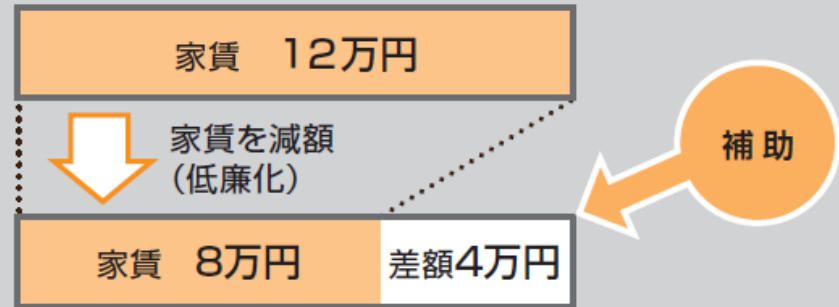 家賃 12万円
家賃を減額
(低廉化)
補助
家賃 8万円
差額4万円